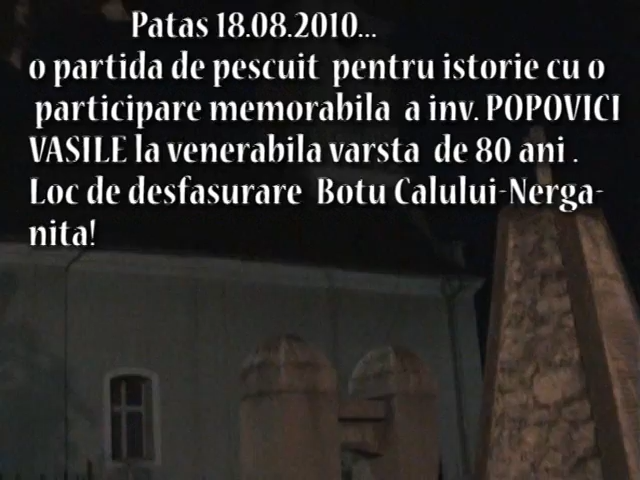 Patas 18.08.2010...
o partida de pescuit pentru istorie cu o
participare memorabila a inv. POPOVICI
VASILE la venerabila varsta de 80 ani .
Loc de desfasurare Botu Calului-Nerga-
nita!